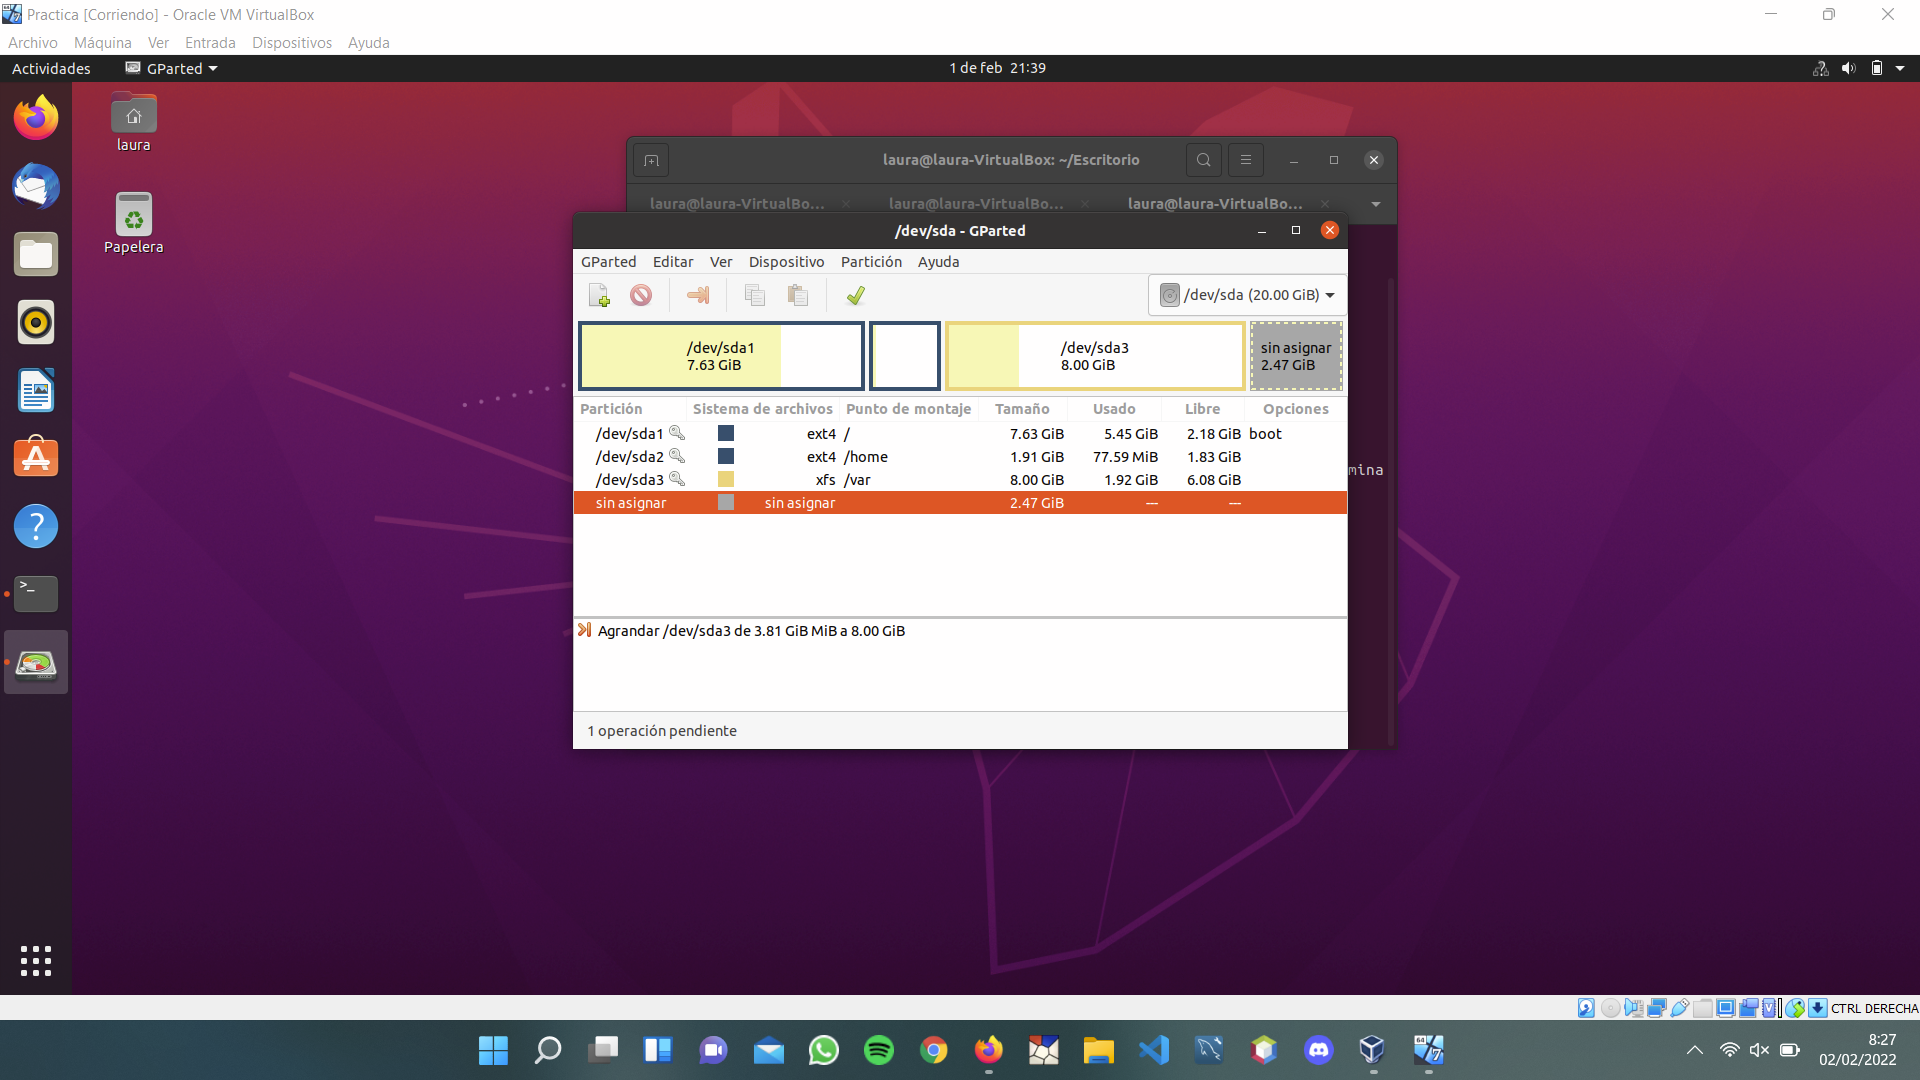 Practica [Corriendo] - Oracle VM VirtualBox
Archivo Máquina Ver Entrada Dispositivos Ayuda
Actividades GParted 1 de feb 21:39
laura
Papelera
laura@laura-VirtualBox: ~/Escritorio
laura@laura-VirtualBo... laura@laura-VirtualBo... laura@laura-VirtualBo...
/dev/sda - GParted
GParted Editar Ver Dispositivo Partición Ayuda
/dev/sda (20.00 GiB)
/dev/sda1
7.63 GiB
/dev/sda3
8.00 GiB
sin asignar
2.47 GiB
Partición Sistema de archivos Punto de montaje Tamaño Usado Libre Opciones
/dev/sda1 ext4 / 7.63 GiB 5.45 GiB 2.18 GiB boot
/dev/sda2 ext4 /home 1.91 GiB 77.59 MiB 1.83 GiB
/dev/sda3 xfs /var 8.00 GiB 1.92 GiB 6.08 GiB
sin asignar sin asignar 2.47 GiB --- ---
mina
Agrandar /dev/sda3 de 3.81 GiB MiB a 8.00 GiB
1 operación pendiente
CTRL DERECHA
8:27
02/02/2022